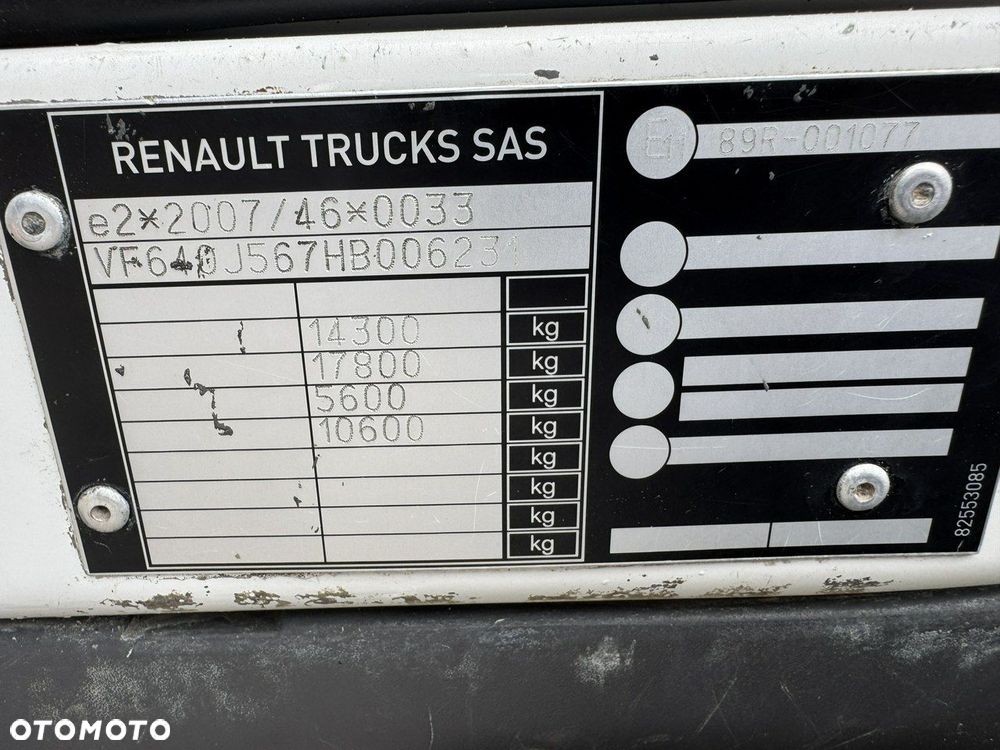 RENAULT TRUCKS SAS
e2*2007/46*0033
VF640J567HB006231
14300 kg
17800 kg
5600 kg
10600 kg
kg
kg
kg
kg
E11 89R-001077
82553085
OTOMOTO